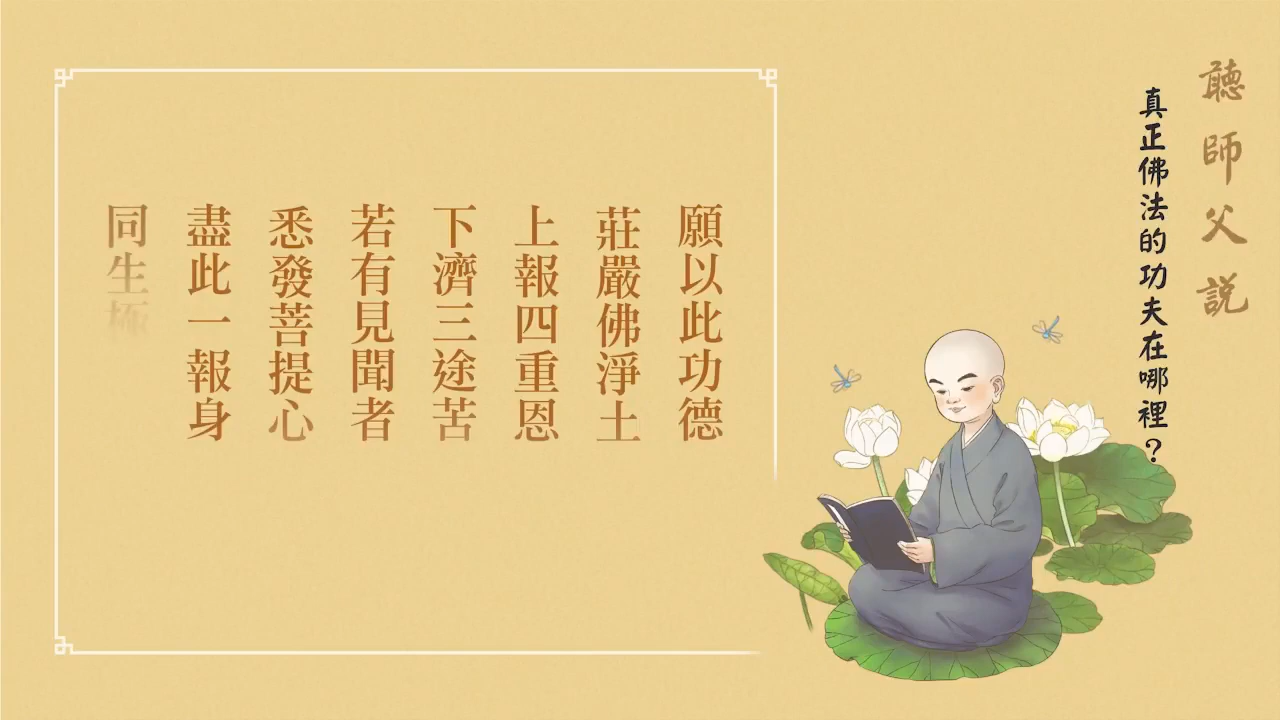 聽師父説
真正佛法的功夫在哪裡？
願以此功德
莊嚴佛淨土
上報四重恩
下濟三途苦
若有見聞者
悉發菩提心
盡此一報身
同生極